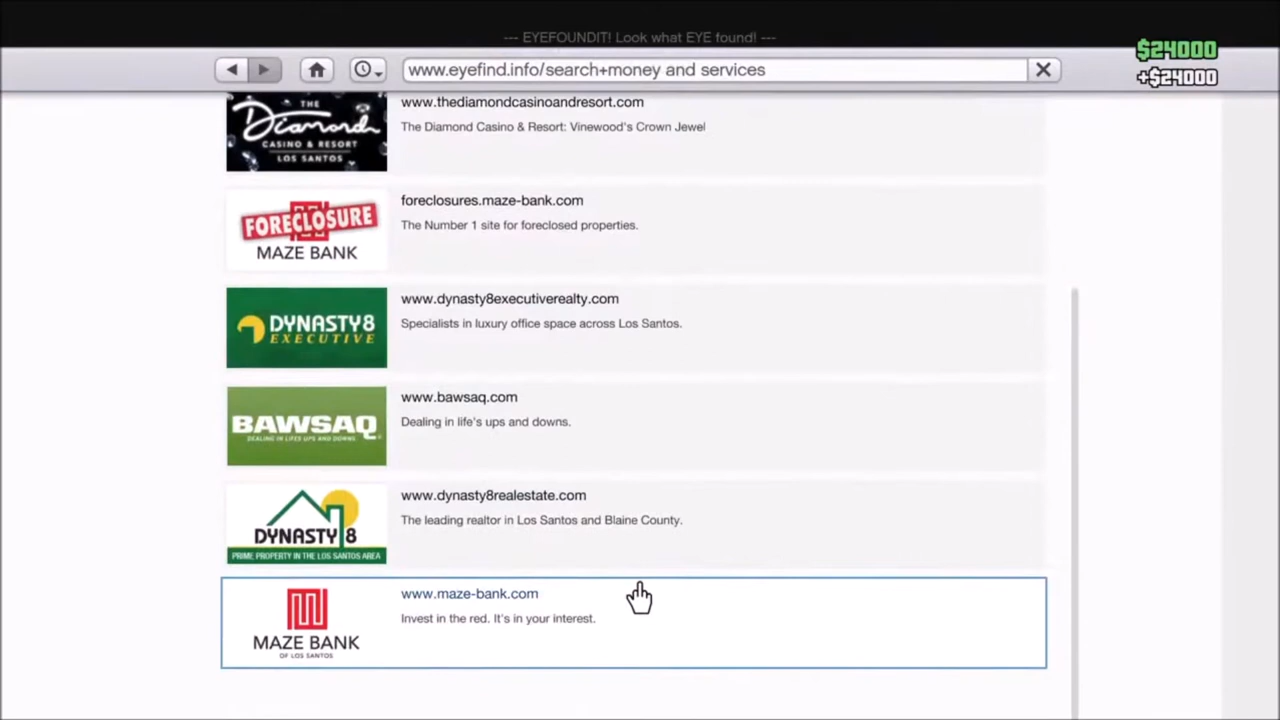 --- EYEFOUNDIT! Look what EYE found! ---
$24000
+$24000
www.eyefind.info/search+money and services
THE
Diamond
CASINO & RESORT
LOS SANTOS
www.thediamondcasinoandresort.com
The Diamond Casino & Resort: Vinewood's Crown Jewel
FORECLOSURE
MAZE BANK
foreclosures.maze-bank.com
The Number 1 site for foreclosed properties.
DYNASTY8
EXECUTIVE
www.dynasty8executiverealty.com
Specialists in luxury office space across Los Santos.
BAWSAQ
DEALING IN LIFES UPS AND DOWNS.
www.bawsaq.com
Dealing in life's ups and downs.
DYNASTY 8
PRIME PROPERTY IN THE LOS SANTOS AREA
www.dynasty8realestate.com
The leading realtor in Los Santos and Blaine County.
MAZE BANK
OF LOS SANTOS
www.maze-bank.com
Invest in the red. It's in your interest.